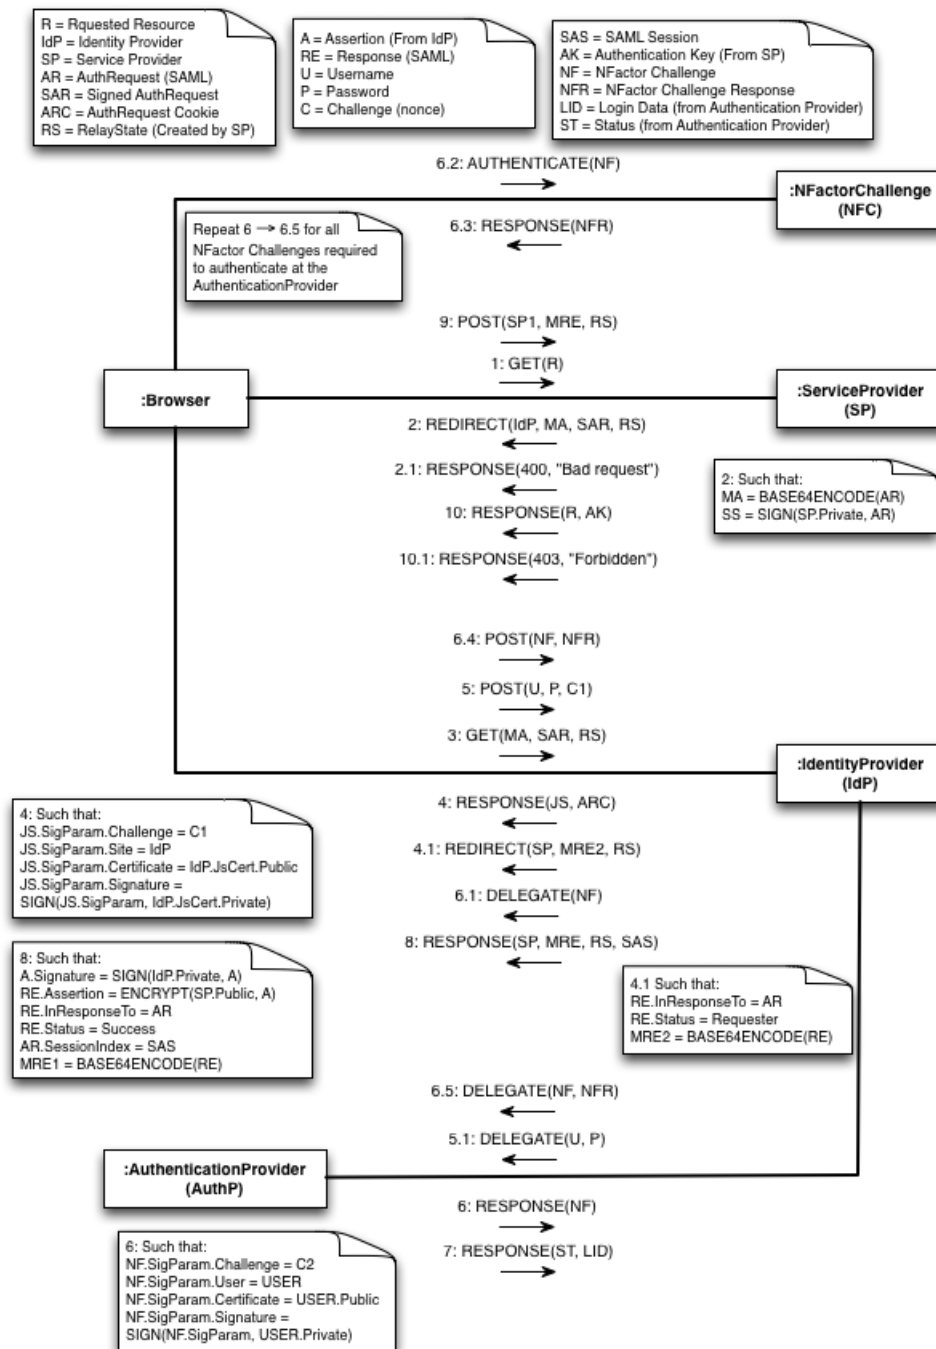 R = Rquested Resource
IdP = Identity Provider
SP = Service Provider
AR = AuthRequest (SAML)
SAR = Signed AuthRequest
ARC = AuthRequest Cookie
RS = RelayState (Created by SP)
A = Assertion (From IdP)
RE = Response (SAML)
U = Username
P = Password
C = Challenge (nonce)
SAS = SAML Session
AK = Authentication Key (From SP)
NF = NFactor Challenge
NFR = NFactor Challenge Response
LID = Login Data (from Authentication Provider)
ST = Status (from Authentication Provider)
6.2: AUTHENTICATE(NF)
:NFactorChallenge
(NFC)
Repeat 6 → 6.5 for all
NFactor Challenges required
to authenticate at the
AuthenticationProvider
6.3: RESPONSE(NFR)
9: POST(SP1, MRE, RS)
1: GET(R)
:Browser
:ServiceProvider
(SP)
2: REDIRECT(IdP, MA, SAR, RS)
2.1: RESPONSE(400, "Bad request")
10: RESPONSE(R, AK)
10.1: RESPONSE(403, "Forbidden")
2: Such that:
MA = BASE64ENCODE(AR)
SS = SIGN(SP.Private, AR)
6.4: POST(NF, NFR)
5: POST(U, P, C1)
3: GET(MA, SAR, RS)
:IdentityProvider
(IdP)
4: Such that:
JS.SigParam.Challenge = C1
JS.SigParam.Site = IdP
JS.SigParam.Certificate = IdP.JsCert.Public
JS.SigParam.Signature =
SIGN(JS.SigParam, IdP.JsCert.Private)
4: RESPONSE(JS, ARC)
4.1: REDIRECT(SP, MRE2, RS)
6.1: DELEGATE(NF)
8: RESPONSE(SP, MRE, RS, SAS)
8: Such that:
A.Signature = SIGN(IdP.Private, A)
RE.Assertion = ENCRYPT(SP.Public, A)
RE.InResponseTo = AR
RE.Status = Success
AR.SessionIndex = SAS
MRE1 = BASE64ENCODE(RE)
4.1 Such that:
RE.InResponseTo = AR
RE.Status = Requester
MRE2 = BASE64ENCODE(RE)
6.5: DELEGATE(NF, NFR)
5.1: DELEGATE(U, P)
:AuthenticationProvider
(AuthP)
6: RESPONSE(NF)
7: RESPONSE(ST, LID)
6: Such that:
NF.SigParam.Challenge = C2
NF.SigParam.User = USER
NF.SigParam.Certificate = USER.Public
NF.SigParam.Signature =
SIGN(NF.SigParam, USER.Private)